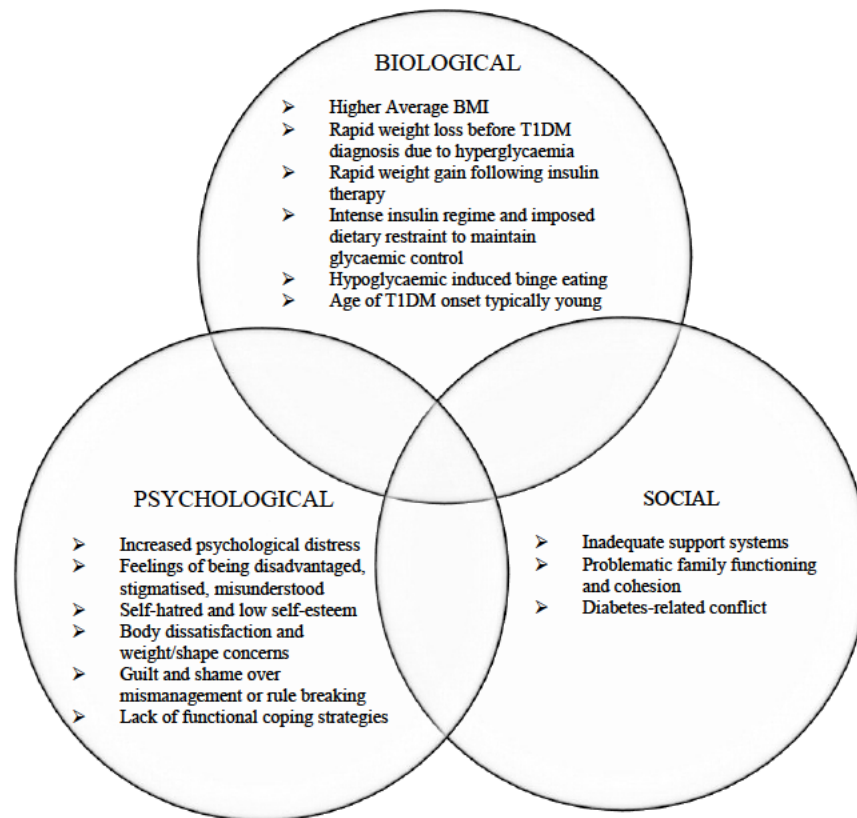 BIOLOGICAL
➢ Higher Average BMI
➢ Rapid weight loss before T1DM
diagnosis due to hyperglycaemia
➢ Rapid weight gain following insulin
therapy
➢ Intense insulin regime and imposed
dietary restraint to maintain
glycaemic control
➢ Hypoglycaemic induced binge eating
➢ Age of T1DM onset typically young
PSYCHOLOGICAL
➢ Increased psychological distress
➢ Feelings of being disadvantaged,
stigmatised, misunderstood
➢ Self-hatred and low self-esteem
➢ Body dissatisfaction and
weight/shape concerns
➢ Guilt and shame over
mismanagement or rule breaking
➢ Lack of functional coping strategies
SOCIAL
➢ Inadequate support systems
➢ Problematic family functioning
and cohesion
➢ Diabetes-related conflict